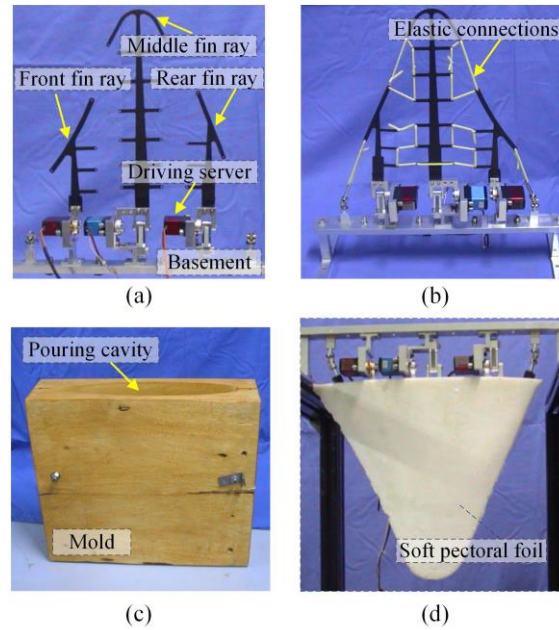 Middle fin ray
Front fin ray
Rear fin ray
Driving server
Basement
(a)
Elastic connections
(b)
Pouring cavity
Mold
(c)
Soft pectoral foil
(d)